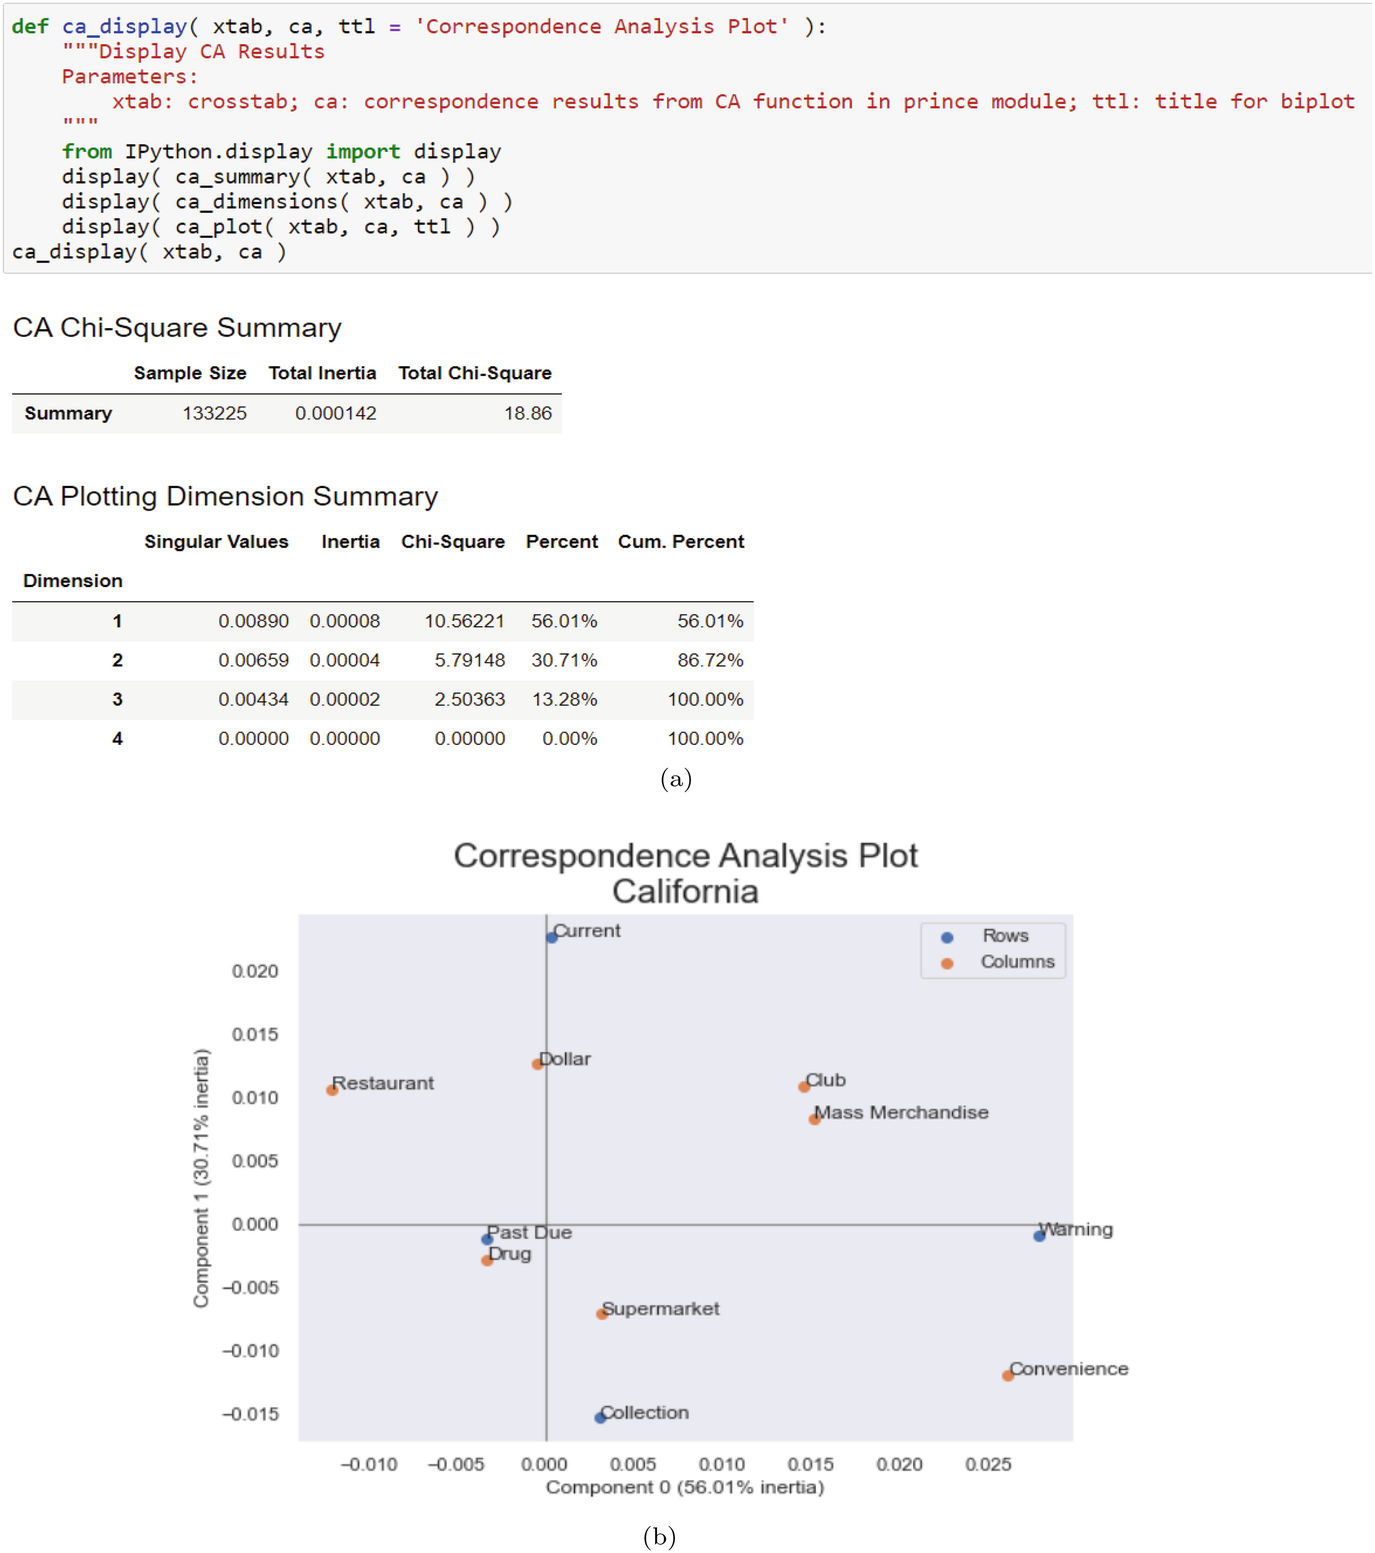 def ca_display( xtab, ca, ttl = 'Correspondence Analysis Plot' ):
    """Display CA Results
    Parameters:
        xtab: crosstab; ca: correspondence results from CA function in prince module; ttl: title for biplot
    """
    from IPython.display import display
    display( ca_summary( xtab, ca ) )
    display( ca_dimensions( xtab, ca ) )
    display( ca_plot( xtab, ca, ttl ) )
ca_display( xtab, ca )
CA Chi-Square Summary
Sample Size Total Inertia Total Chi-Square
Summary 133225 0.000142 18.86
CA Plotting Dimension Summary
Singular Values Inertia Chi-Square Percent Cum. Percent
Dimension
1 0.00890 0.00008 10.56221 56.01% 56.01%
2 0.00659 0.00004 5.79148 30.71% 86.72%
3 0.00434 0.00002 2.50363 13.28% 100.00%
4 0.00000 0.00000 0.00000 0.00% 100.00%
(a)
Correspondence Analysis Plot
California
Current
Rows
Columns
0.020
0.015
Dollar
Restaurant
Club
0.010
Mass Merchandise
0.005
0.000
Past Due
Warning
Drug
−0.005
Supermarket
−0.010
Convenience
−0.015
Collection
Component 1 (30.71% inertia)
−0.010 −0.005 0.000 0.005 0.010 0.015 0.020 0.025
Component 0 (56.01% inertia)
(b)